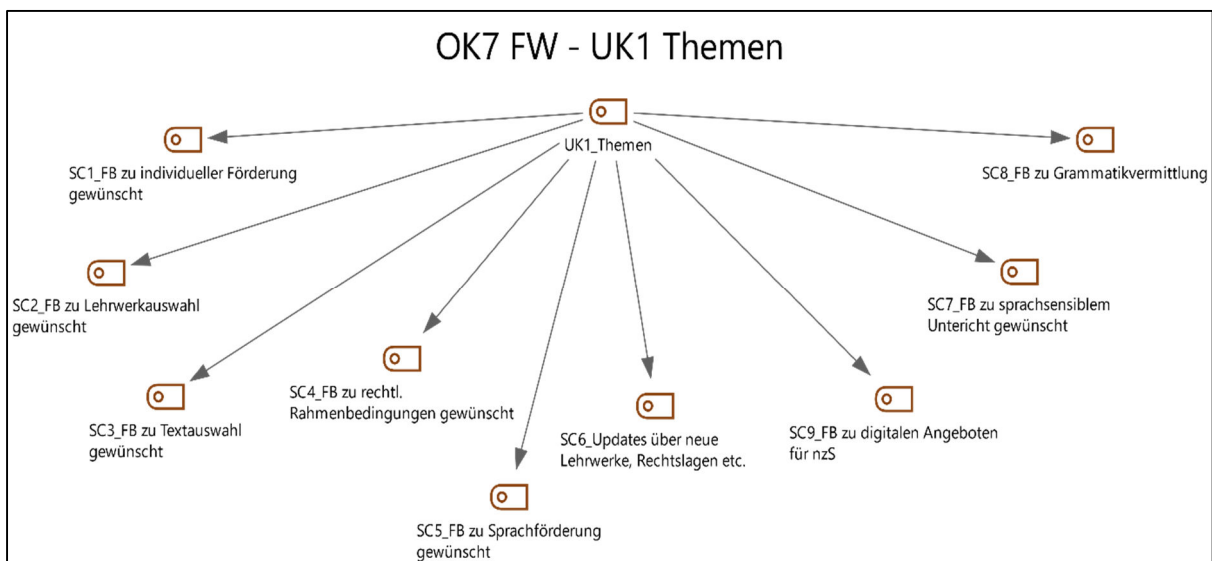 OK7 FW - UK1 Themen
UK1_Themen
SC1_FB zu individueller Förderung
gewünscht
SC2_FB zu Lehrwerkauswahl
gewünscht
SC3_FB zu Textauswahl
gewünscht
SC4_FB zu rechtl.
Rahmenbedingungen gewünscht
SC5_FB zu Sprachförderung
gewünscht
SC6_Updates über neue
Lehrwerke, Rechtslagen etc.
SC9_FB zu digitalen Angeboten
für nzS
SC7_FB zu sprachsensiblem
Untericht gewünscht
SC8_FB zu Grammatikvermittlung